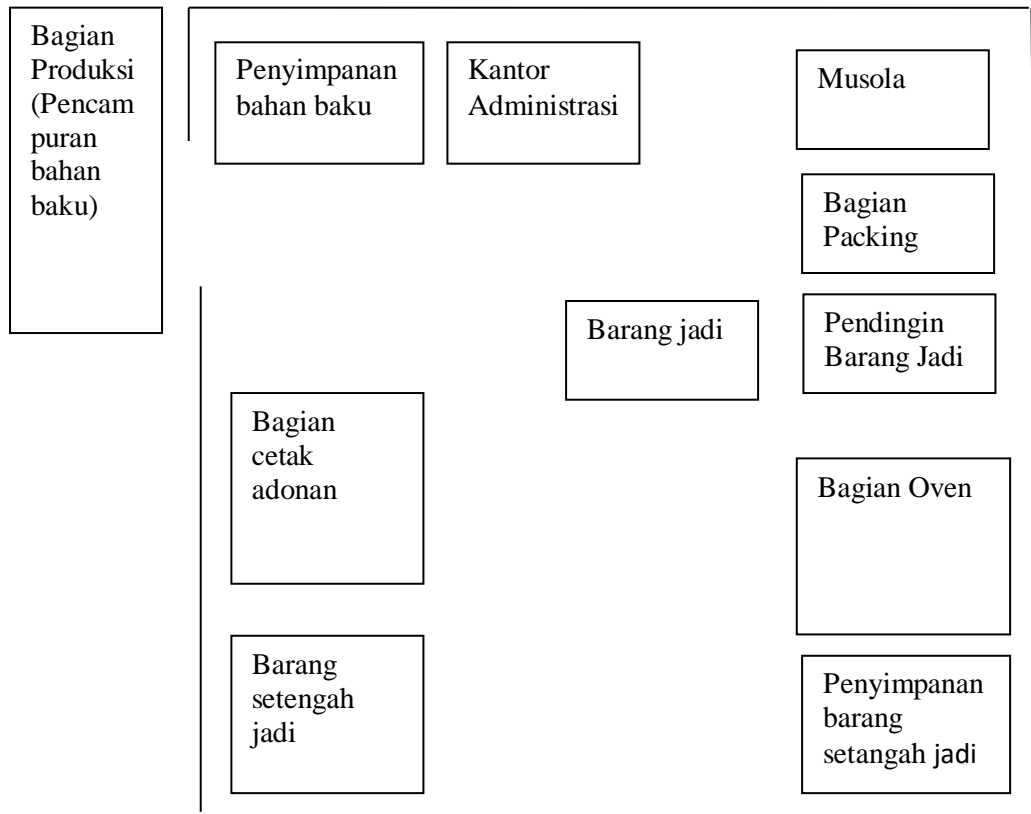 Bagian
Produksi
(Pencam
puran
bahan
baku)
Penyimpanan
bahan baku
Kantor
Administrasi
Musola
Bagian
Packing
Barang jadi
Pendingin
Barang Jadi
Bagian
cetak
adonan
Bagian Oven
Barang
setengah
jadi
Penyimpanan
barang
setangah jadi